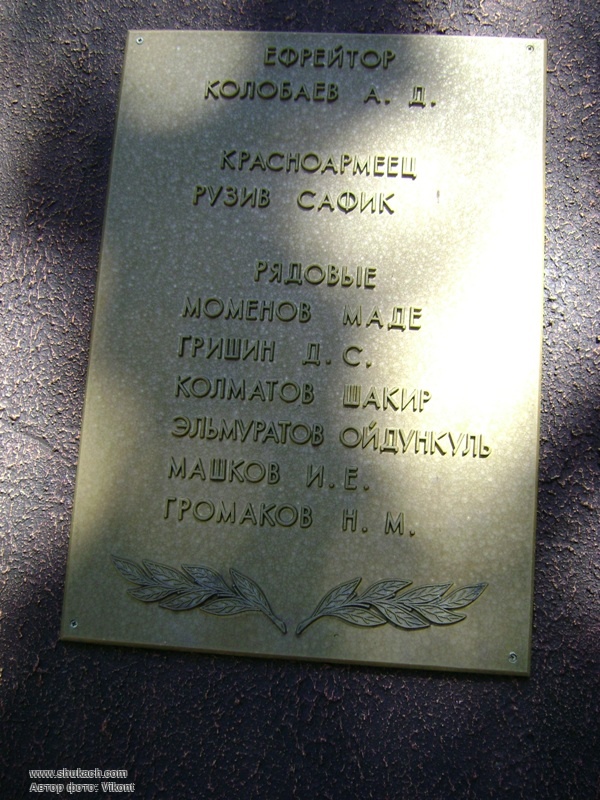 ЕФРЕЙТОР
КОЛОБАЕВ А. Д.
КРАСНОАРМЕЕЦ
РУЗИВ САФИК
РЯДОВЫЕ
МОМЕНОВ МАДЕ
ГРИШИН Д. С.
КОЛМАТОВ ШАКИР
ЭЛЬМУРАТОВ ОЙДУНКУЛЬ
МАШКОВ И. Е.
ГРОМАКОВ Н. М.
www.shukach.com
Автор фото: Vikont